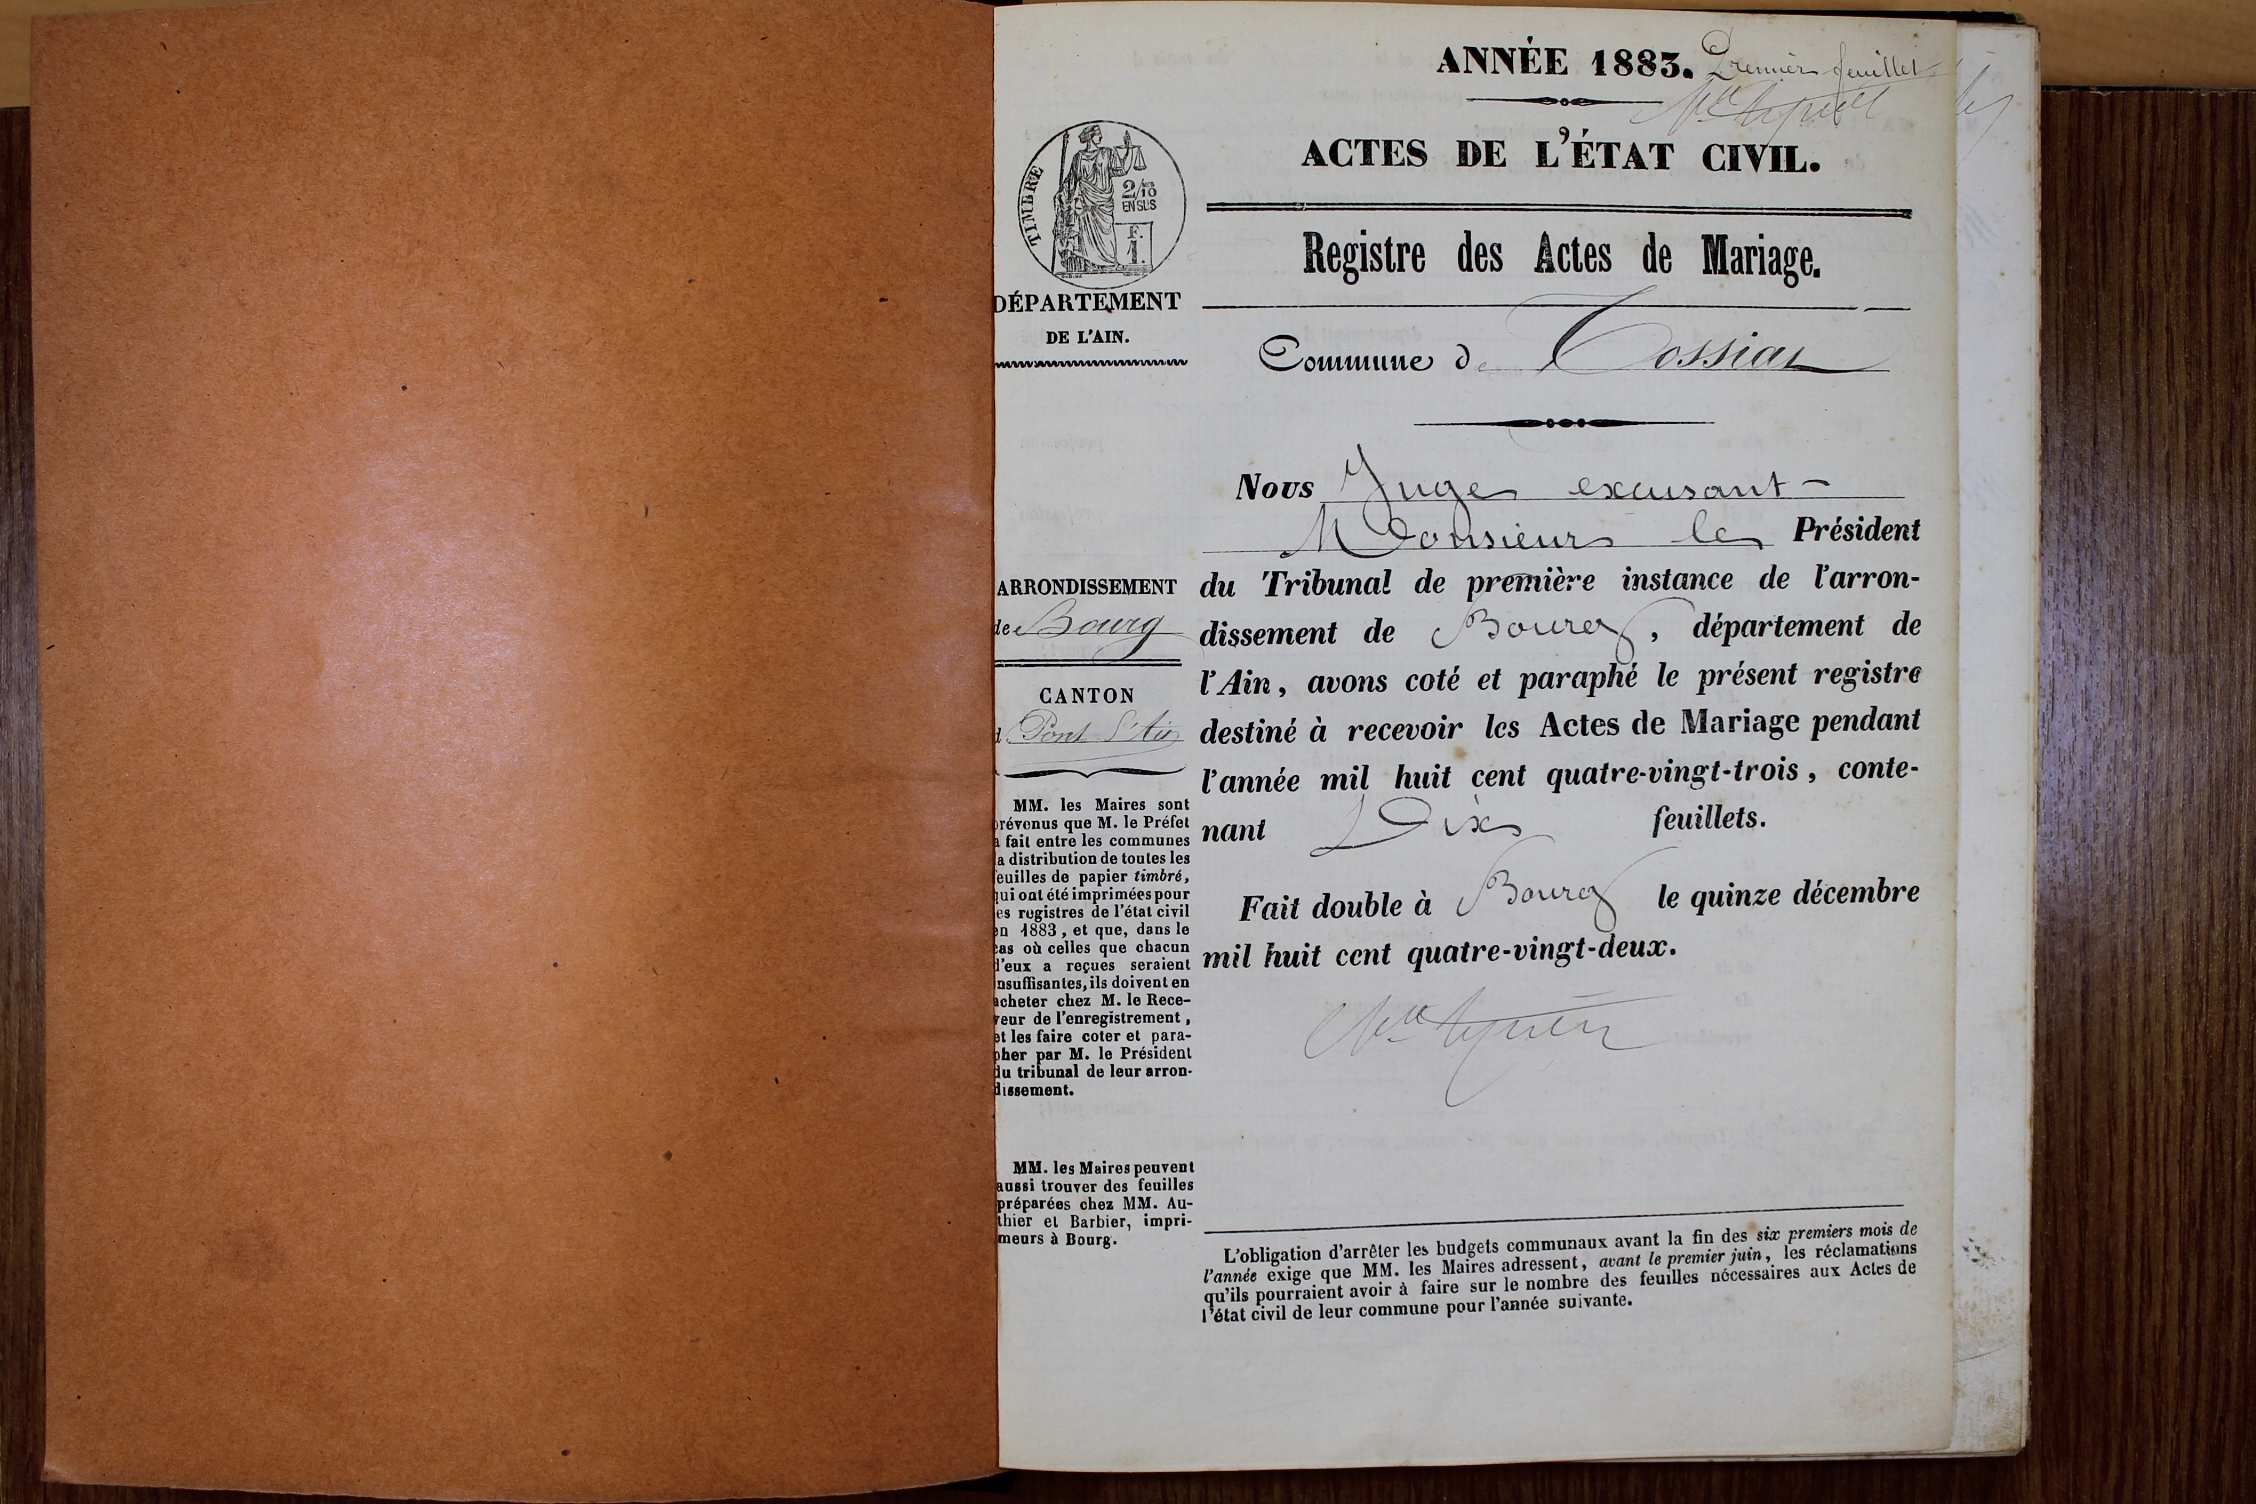 ANNÉE 1883. Premier feuillet
ACTES DE L'ÉTAT CIVIL.
Registre des Actes de Mariage.
Commune de Tossiat
TIMBRE
2/10
EN SUS
F.
1.
DÉPARTEMENT
DE L'AIN.
ARRONDISSEMENT
de Bourg
CANTON
d Pont d'Ain
MM. les Maires sont
prévenus que M. le Préfet
a fait entre les communes
la distribution de toutes les
feuilles de papier timbré,
qui ont été imprimées pour
les registres de l'état civil
en 1883, et que, dans le
cas où celles que chacun
d'eux a reçues seraient
insuffisantes, ils doivent en
acheter chez M. le Rece-
veur de l'enregistrement,
et les faire coter et para-
pher par M. le Président
du tribunal de leur arron-
dissement.
MM. les Maires peuvent
aussi trouver des feuilles
préparées chez MM. Au-
thier et Barbier, impri-
meurs à Bourg.
Nous Juge excusant
Monsieur le Président
du Tribunal de première instance de l'arron-
dissement de Bourg, département de
l'Ain, avons coté et paraphé le présent registre
destiné à recevoir les Actes de Mariage pendant
l'année mil huit cent quatre-vingt-trois, conte-
nant Dix feuillets.
Fait double à Bourg le quinze décembre
mil huit cent quatre-vingt-deux.
L'obligation d'arrêter les budgets communaux avant la fin des six premiers mois de
l'année exige que MM. les Maires adressent, avant le premier juin, les réclamations
qu'ils pourraient avoir à faire sur le nombre des feuilles nécessaires aux Actes de
l'état civil de leur commune pour l'année suivante.